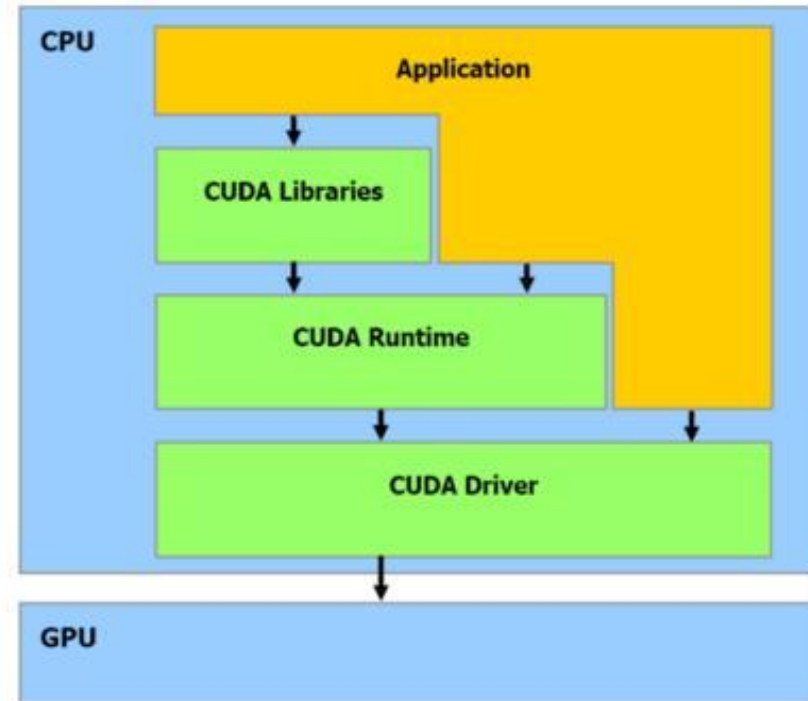 CPU
Application
CUDA Libraries
CUDA Runtime
CUDA Driver
GPU